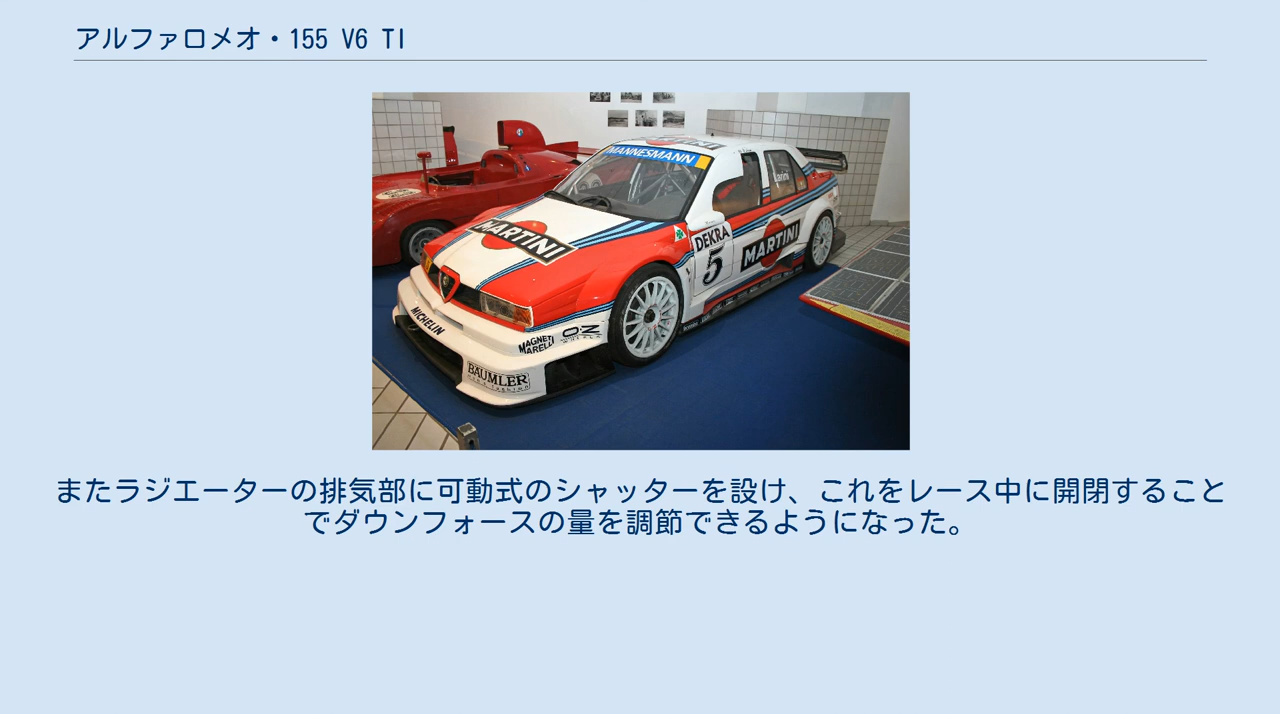 アルファロメオ・155 V6 TI
MARTINI
MANNESMANN
Larini
MARTINI
DEKRA
5
MARTINI
MICHELIN
MAGNETI
MARELLI
OZ
WHEELS
BÄUMLER
またラジエーターの排気部に可動式のシャッターを設け、これをレース中に開閉すること
でダウンフォースの量を調節できるようになった。